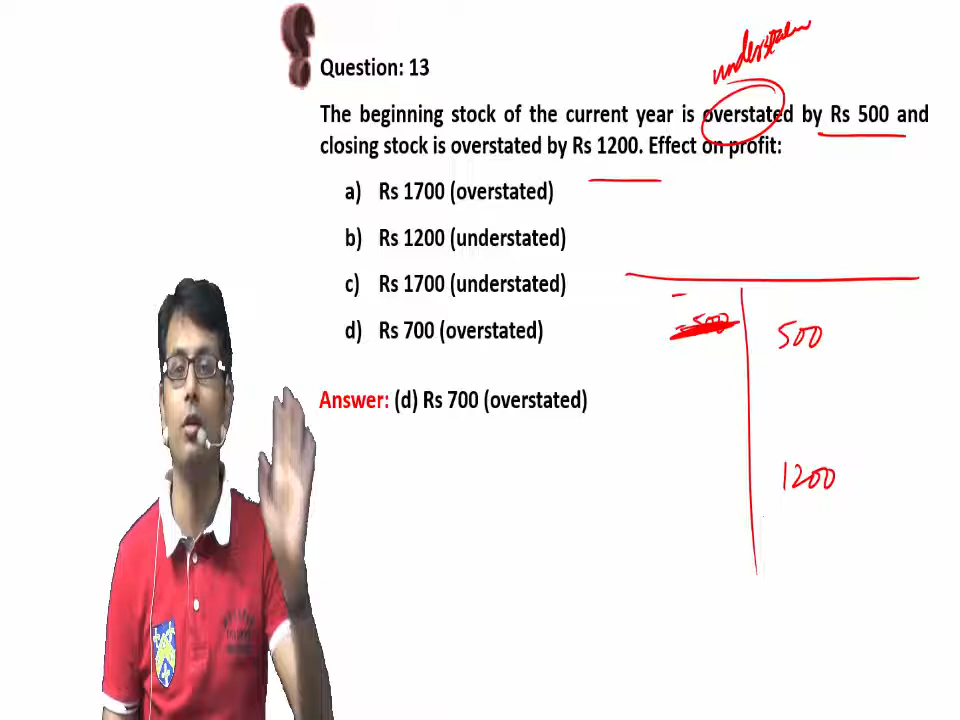 Question: 13
understate
The beginning stock of the current year is overstated by Rs 500 and
closing stock is overstated by Rs 1200. Effect on profit:
a) Rs 1700 (overstated)
b) Rs 1200 (understated)
c) Rs 1700 (understated)
d) Rs 700 (overstated)
500
500
Answer: (d) Rs 700 (overstated)
1200